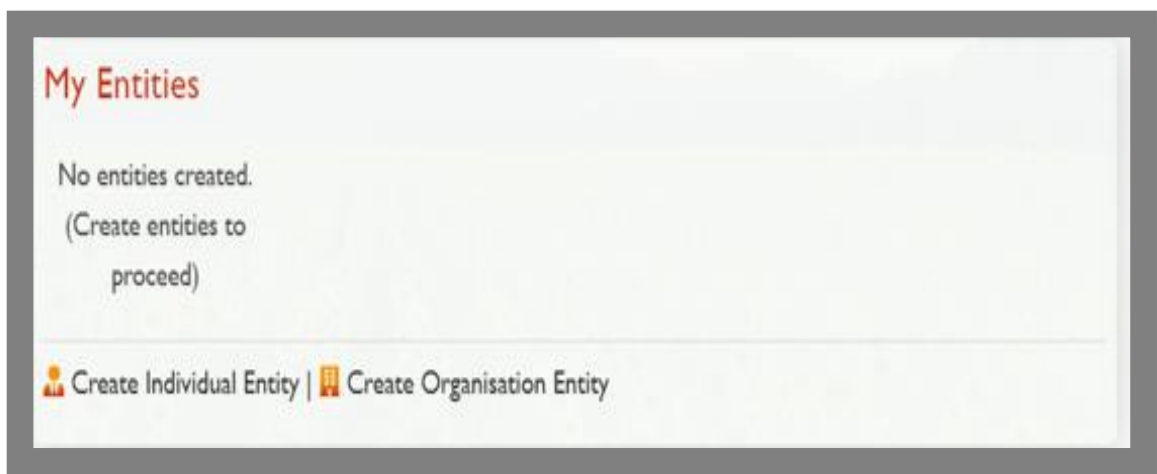 My Entities
No entities created.
(Create entities to
proceed)
Create Individual Entity | Create Organisation Entity